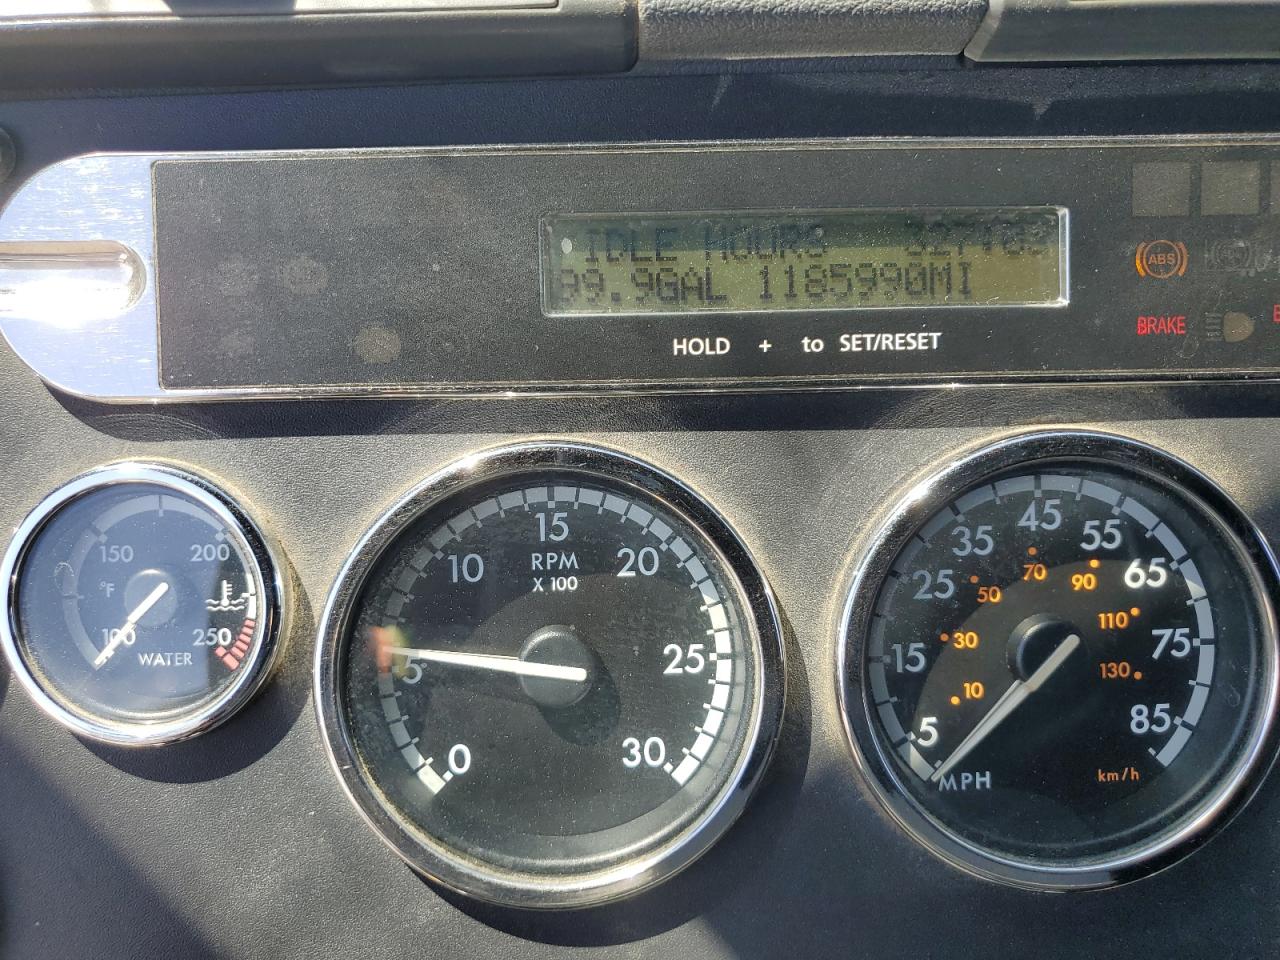 IDLE HOURS
99.9GAL 1185990MI
HOLD + to SET/RESET
ABS
BRAKE
150 200
°F
100 250
WATER
15
10 20
RPM
X 100
5 25
0 30
45
35 55
25 65
15 75
5 85
MPH
70
50 90
30 110
10 130
km/h